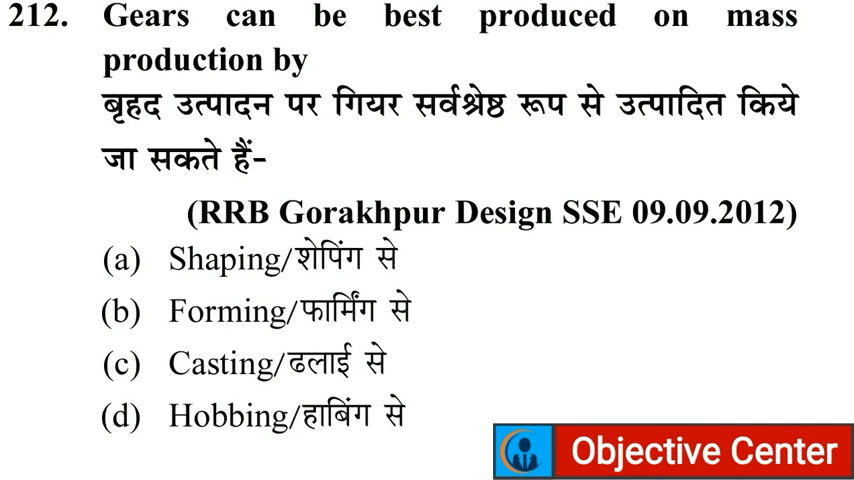 212. Gears can be best produced on mass
production by
बृहद उत्पादन पर गियर सर्वश्रेष्ठ रूप से उत्पादित किये
जा सकते हैं-
(RRB Gorakhpur Design SSE 09.09.2012)
(a) Shaping/शेपिंग से
(b) Forming/फार्मिंग से
(c) Casting/ढलाई से
(d) Hobbing/हाबिंग से
Objective Center